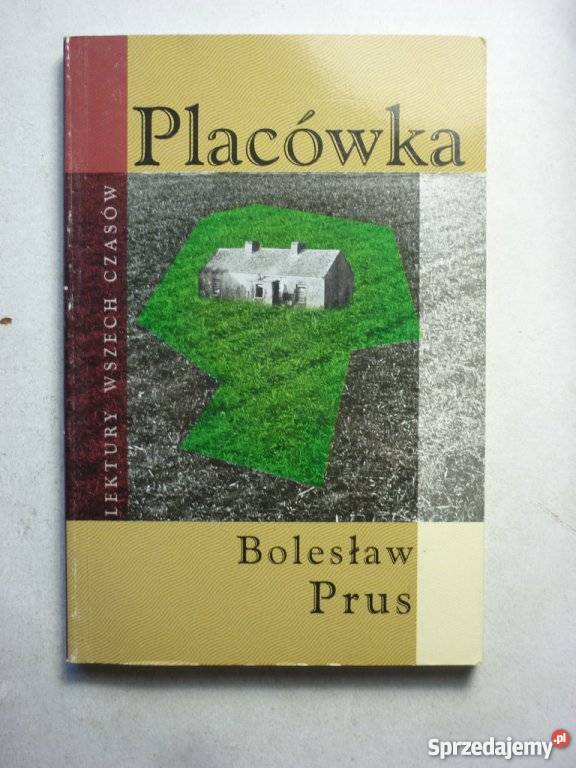 Placówka
LEKTURY WSZECH CZASÓW
Bolesław
Prus
Sprzedajemy.pl